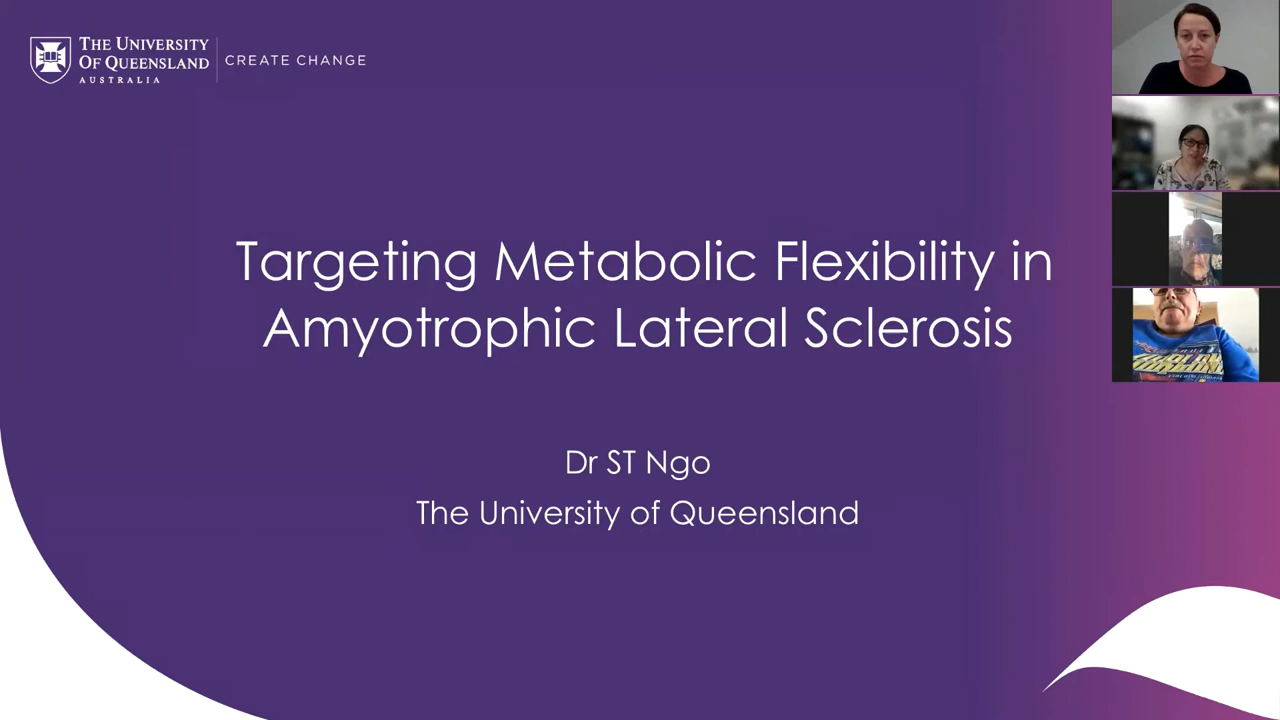 THE UNIVERSITY
OF QUEENSLAND
AUSTRALIA
CREATE CHANGE
Targeting Metabolic Flexibility in
Amyotrophic Lateral Sclerosis
Dr ST Ngo
The University of Queensland